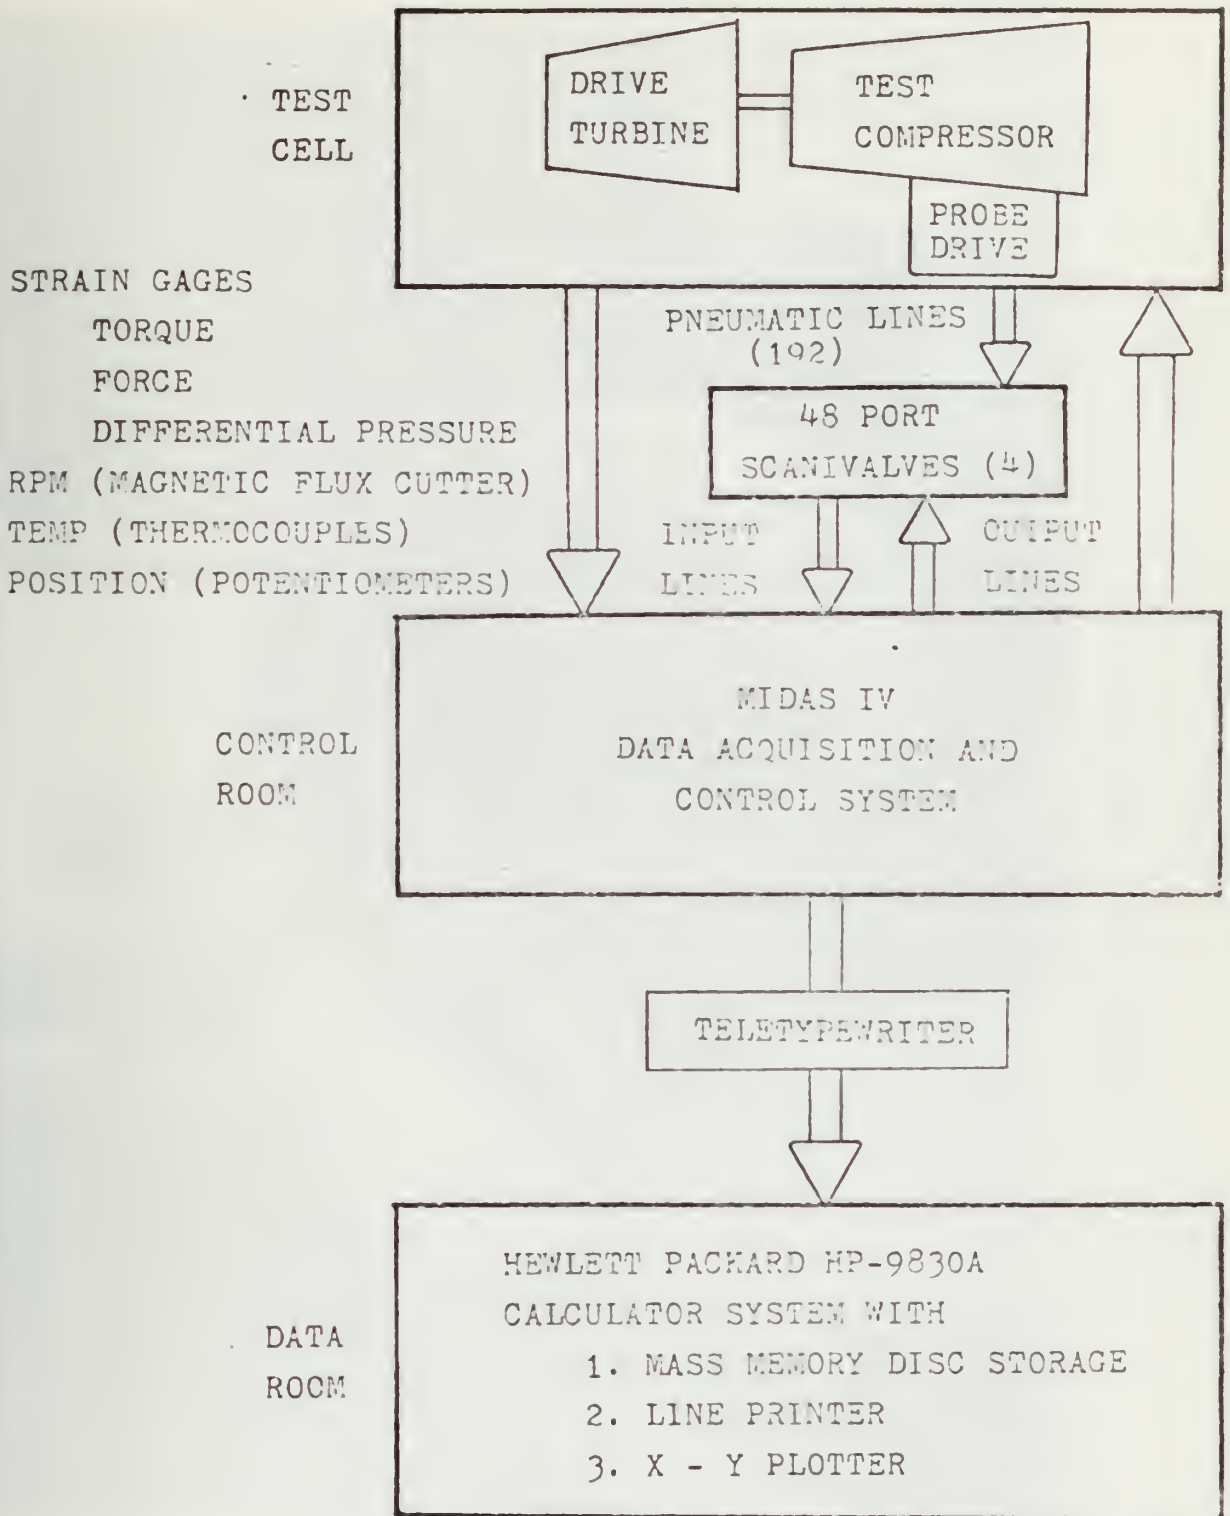 TEST
CELL
DRIVE
TURBINE
TEST
COMPRESSOR
PROBE
DRIVE
STRAIN GAGES
TORQUE
FORCE
DIFFERENTIAL PRESSURE
RPM (MAGNETIC FLUX CUTTER)
TEMP (THERMOCOUPLES)
POSITION (POTENTIOMETERS)
PNEUMATIC LINES
(192)
48 PORT
SCANIVALVES (4)
INPUT
LINES
OUTPUT
LINES
CONTROL
ROOM
MIDAS IV
DATA ACQUISITION AND
CONTROL SYSTEM
TELETYPEWRITER
DATA
ROOM
HEWLETT PACKARD HP-9830A
CALCULATOR SYSTEM WITH
1. MASS MEMORY DISC STORAGE
2. LINE PRINTER
3. X - Y PLOTTER